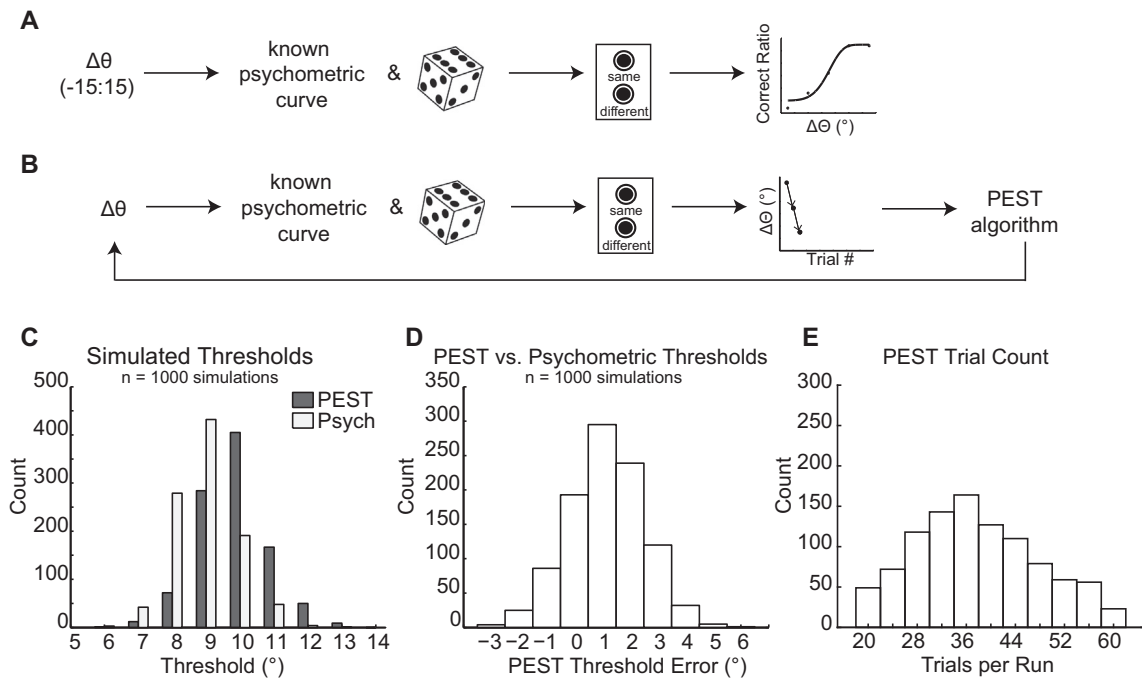 A
Δθ
(-15:15)
known
psychometric
curve
&
same
different
Correct Ratio
ΔΘ (°)
B
Δθ
known
psychometric
curve
&
same
different
ΔΘ (°)
Trial #
PEST
algorithm
C
Simulated Thresholds
n = 1000 simulations
PEST
Psych
Count
500
400
300
200
100
0
5 6 7 8 9 10 11 12 13 14
Threshold (°)
D
PEST vs. Psychometric Thresholds
n = 1000 simulations
Count
350
300
250
200
150
100
50
0
−3 −2 −1 0 1 2 3 4 5 6
PEST Threshold Error (°)
E
PEST Trial Count
Count
300
200
150
100
50
0
20 28 36 44 52 60
Trials per Run